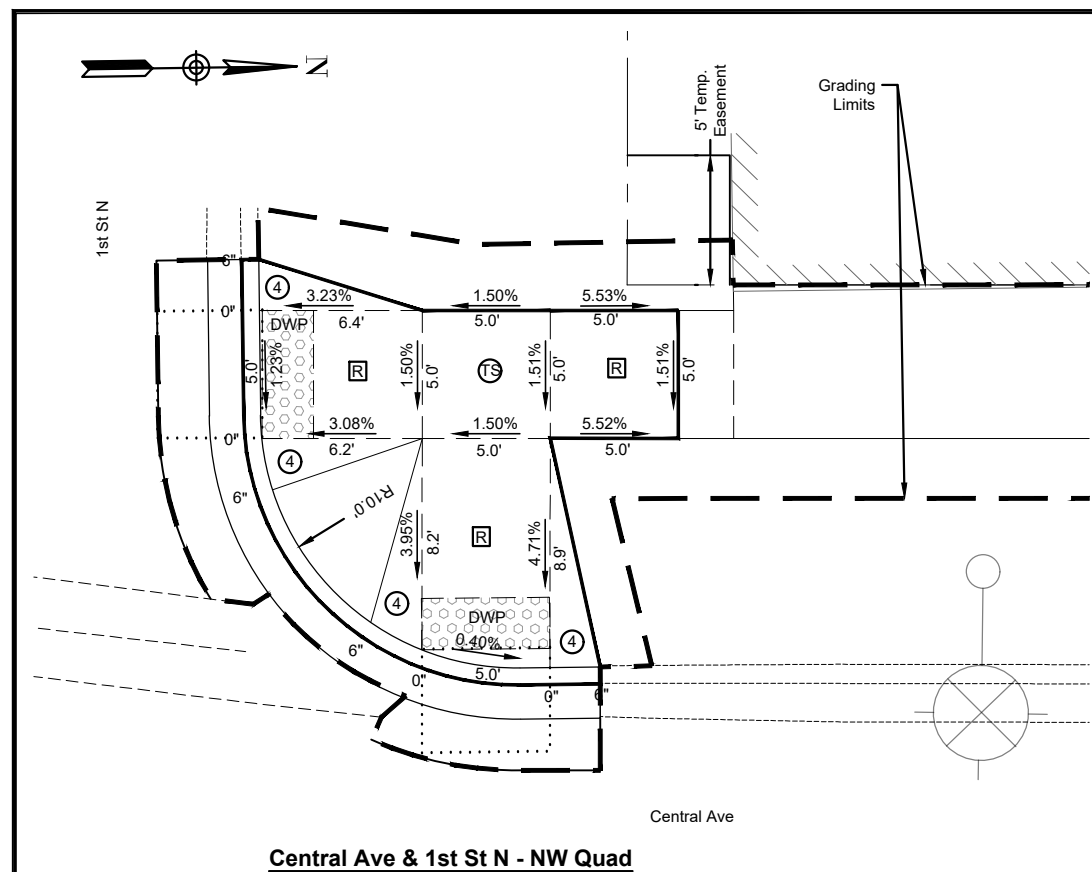 N
1st St N
5' Temp.
Easement
Grading
Limits
6"
4
3.23%
6.4'
1.50%
5.0'
5.53%
5.0'
0"
DWP
5.0'
1.23%
R
1.50%
5.0'
TS
1.51%
5.0'
R
1.51%
5.0'
0"
3.08%
6.2'
1.50%
5.0'
5.52%
5.0'
4
6"
R10.0'
3.95%
8.2'
R
4.71%
8.9'
4
DWP
4
0.40%
5.0'
6"
0"
0"
6"
Central Ave
Central Ave & 1st St N - NW Quad